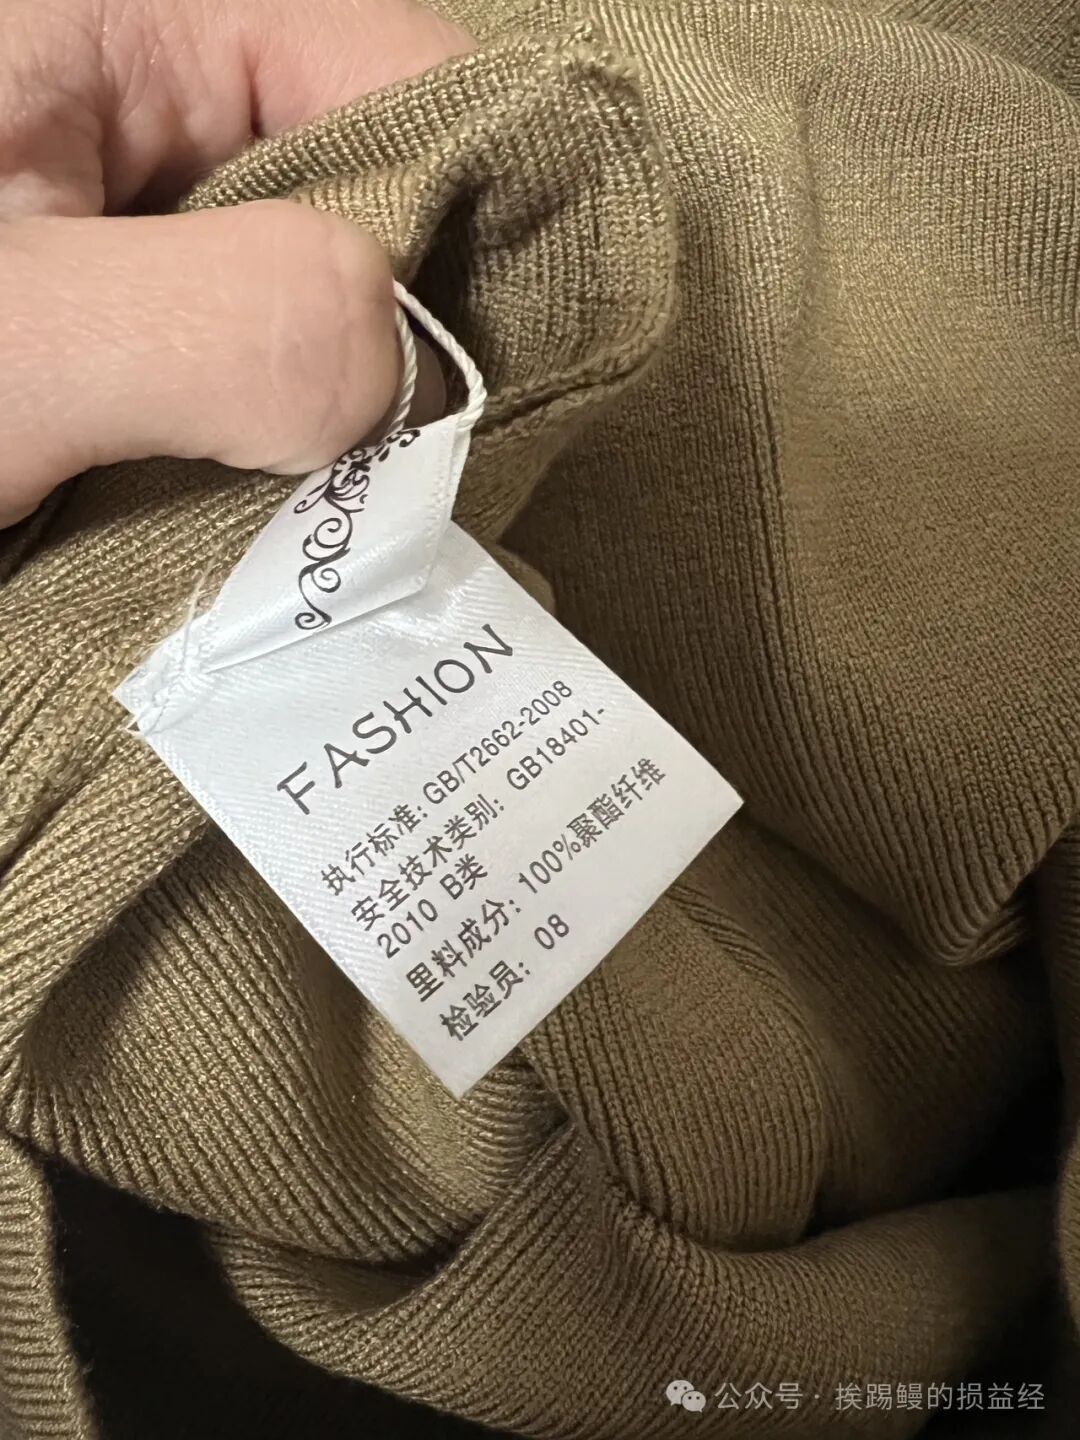 FASHION
执行标准: GB/T2662-2008
安全技术类别: GB18401-
2010 B类
里料成分: 100%聚酯纤维
检验员: 08
公众号 · 挨踢鳗的损益经